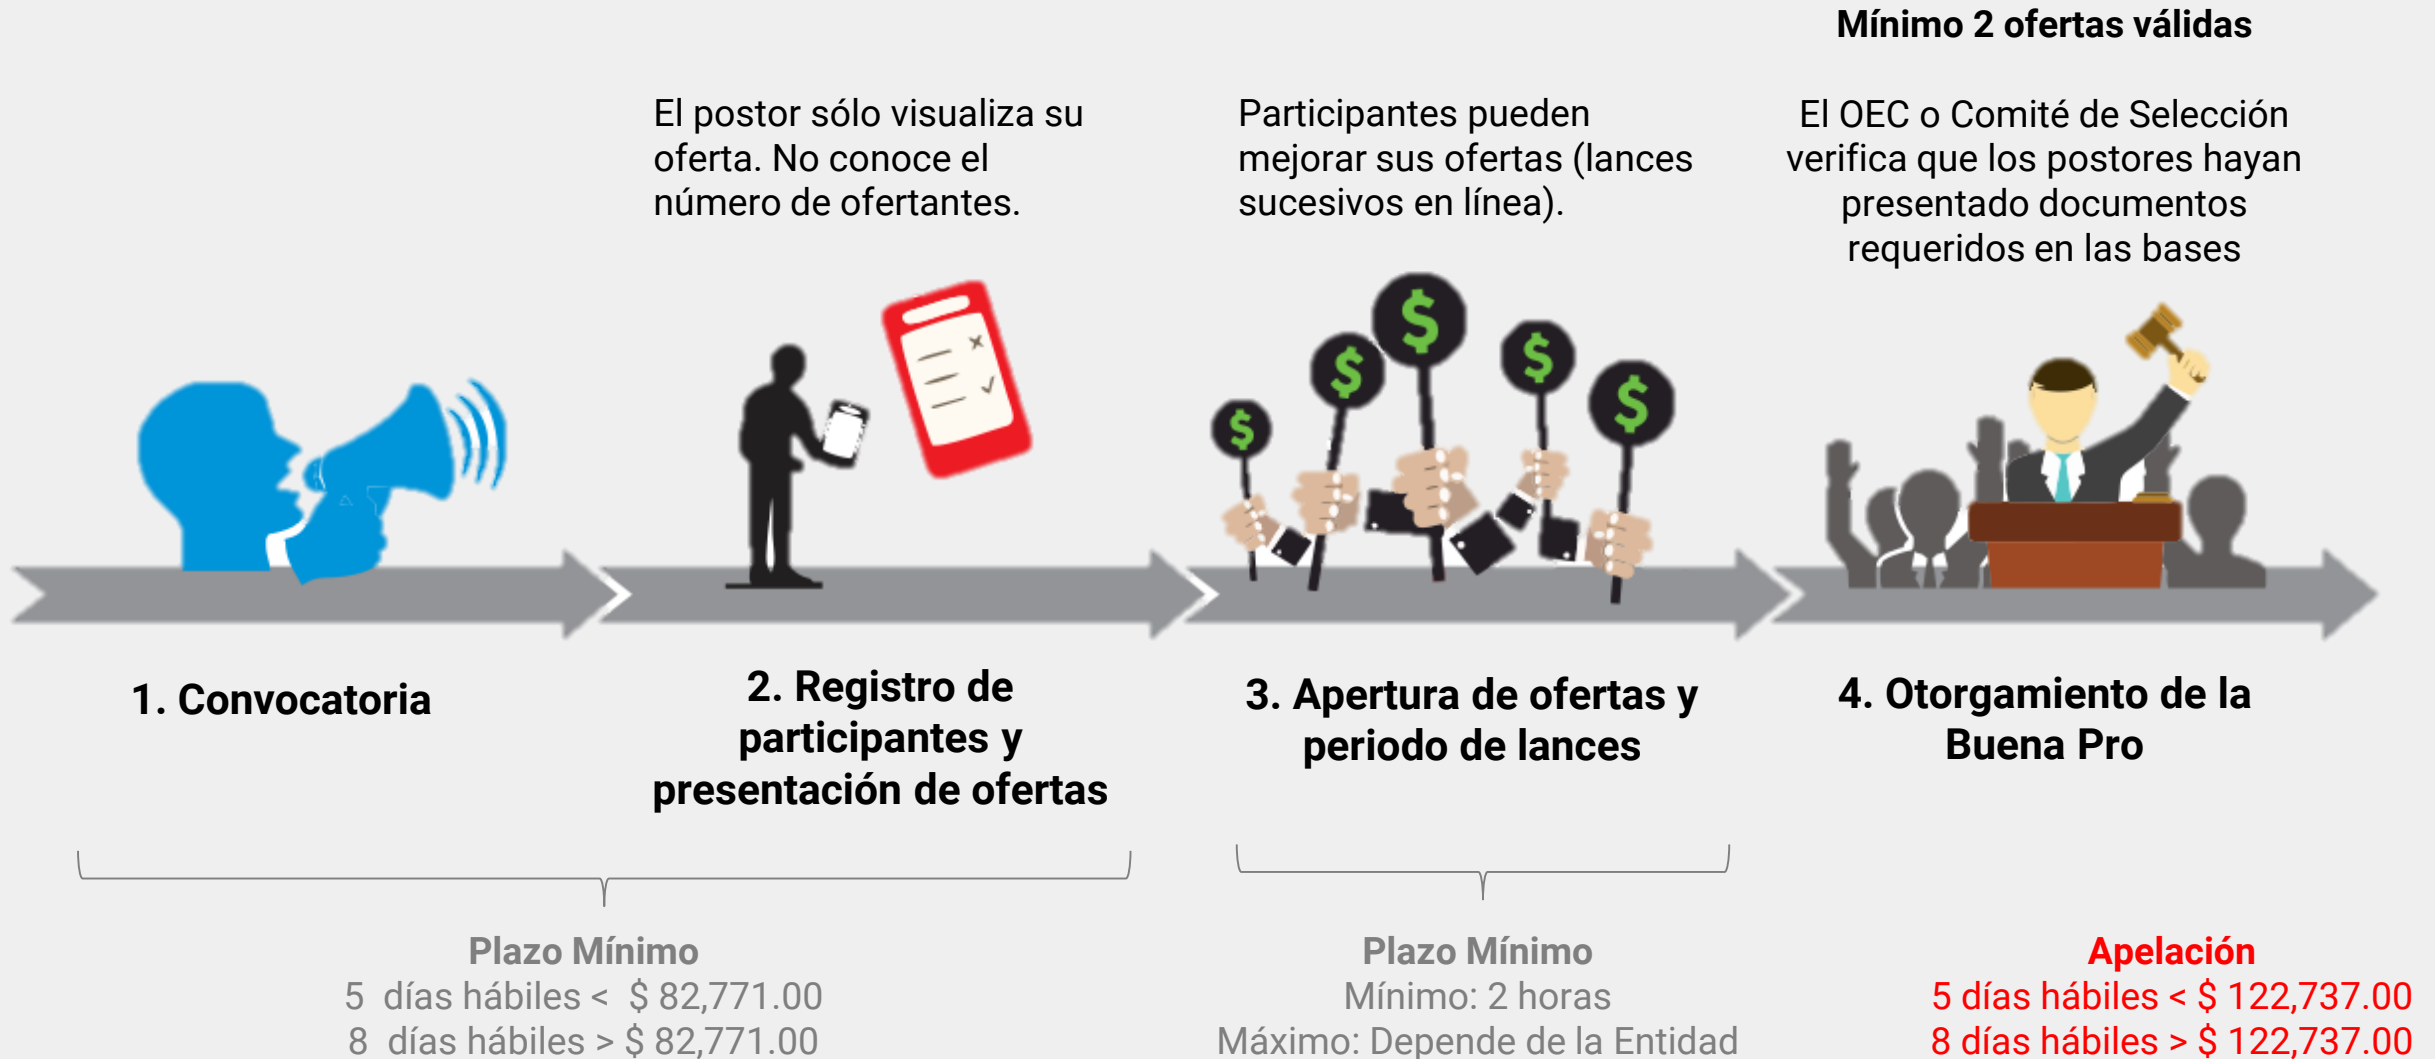 El postor sólo visualiza su
oferta. No conoce el
número de ofertantes.
Participantes pueden
mejorar sus ofertas (lances
sucesivos en línea).
Mínimo 2 ofertas válidas
El OEC o Comité de Selección
verifica que los postores hayan
presentado documentos
requeridos en las bases
$
$
$
$
$
1. Convocatoria
2. Registro de
participantes y
presentación de ofertas
3. Apertura de ofertas y
periodo de lances
4. Otorgamiento de la
Buena Pro
Plazo Mínimo
5 días hábiles < $ 82,771.00
8 días hábiles > $ 82,771.00
Plazo Mínimo
Mínimo: 2 horas
Máximo: Depende de la Entidad
Apelación
5 días hábiles < $ 122,737.00
8 días hábiles > $ 122,737.00